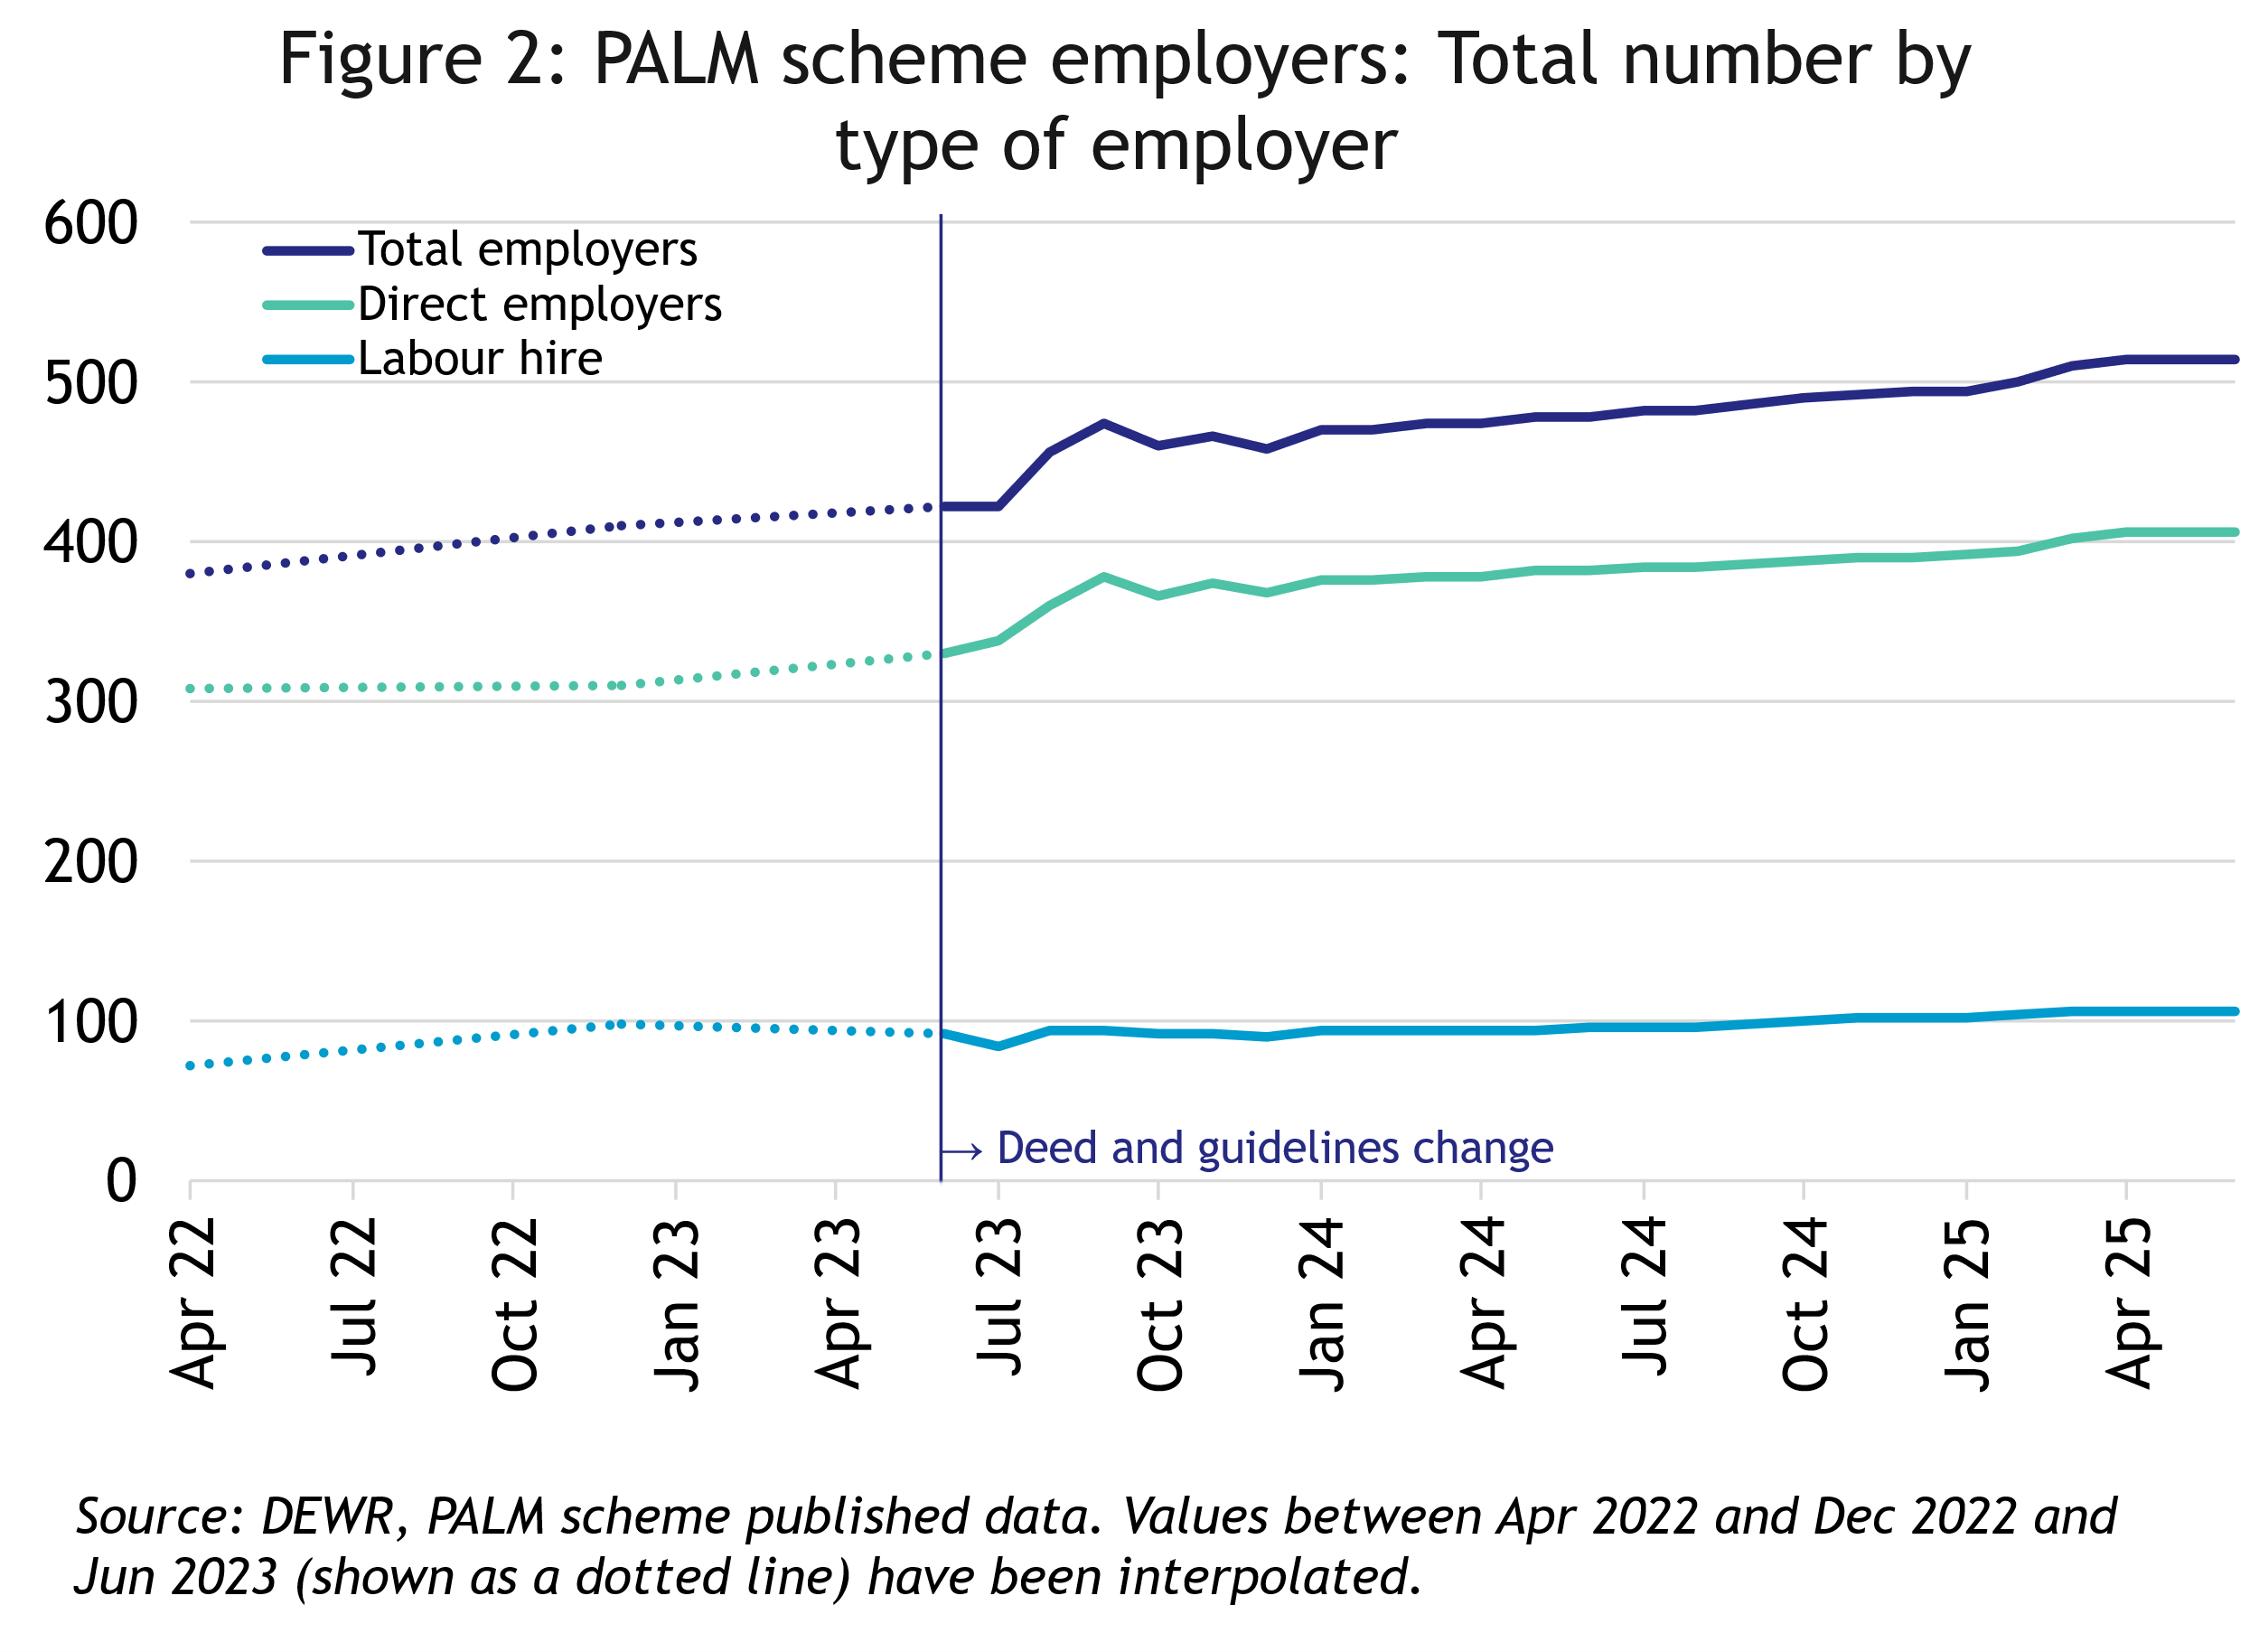 Figure 2: PALM scheme employers: Total number by
type of employer
600
500
400
300
200
100
0
Total employers
Direct employers
Labour hire
→ Deed and guidelines change
Apr 22
Jul 22
Oct 22
Jan 23
Apr 23
Jul 23
Oct 23
Jan 24
Apr 24
Jul 24
Oct 24
Jan 25
Apr 25
Source: DEWR, PALM scheme published data. Values between Apr 2022 and Dec 2022 and
Jun 2023 (shown as a dotted line) have been interpolated.